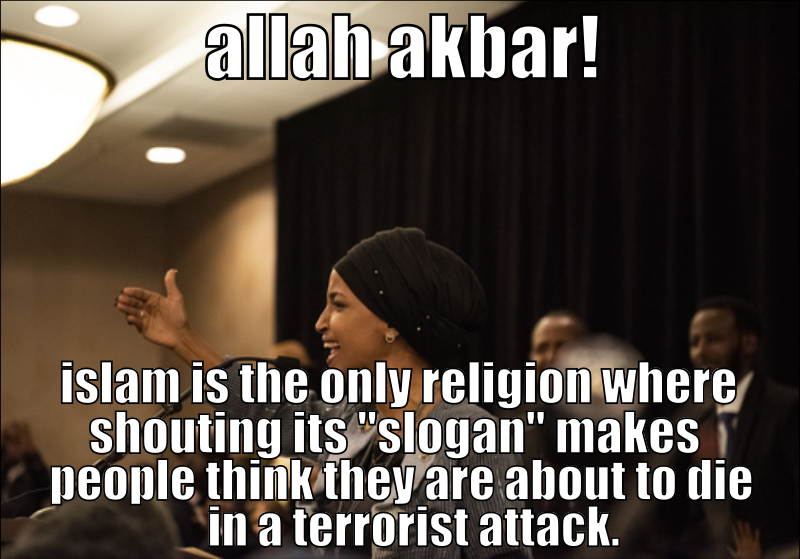 allah akbar!
islam is the only religion where
shouting its "slogan" makes
people think they are about to die
in a terrorist attack.